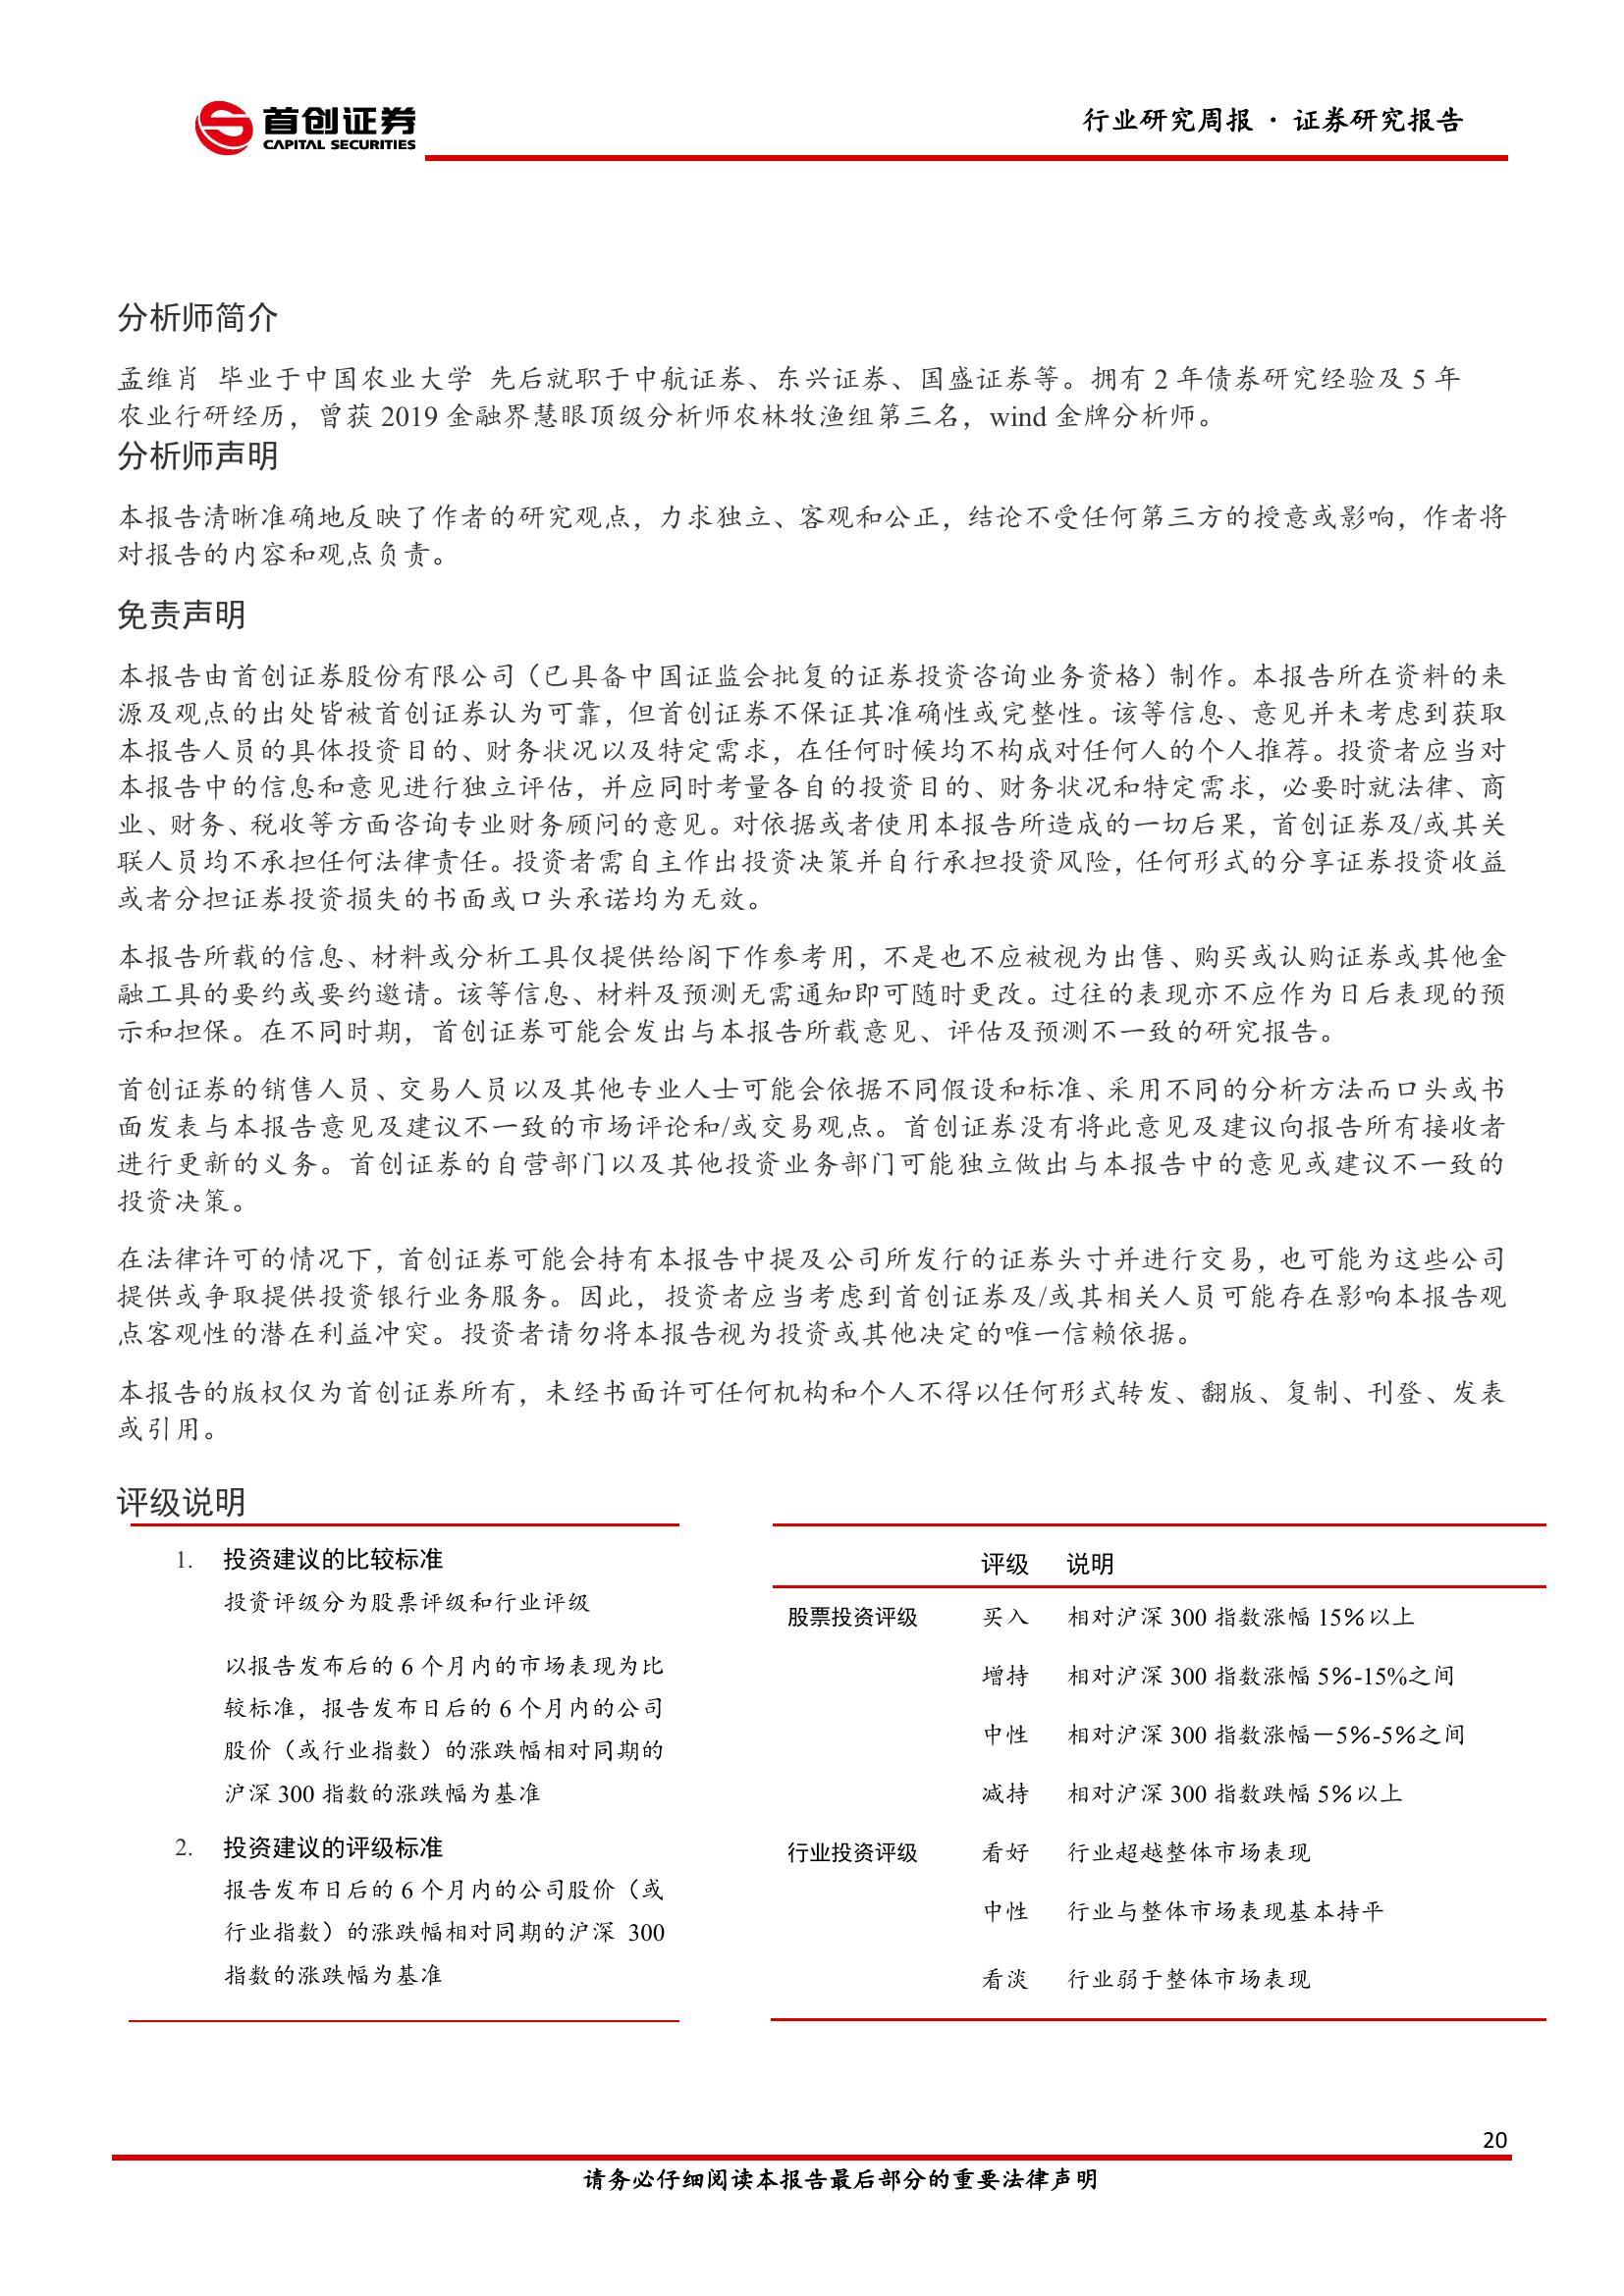 首创证券
CAPITAL SECURITIES
行业研究周报 · 证券研究报告
分析师简介
孟维肖 毕业于中国农业大学 先后就职于中航证券、东兴证券、国盛证券等。拥有 2 年债券研究经验及 5 年
农业行研经历，曾获 2019 金融界慧眼顶级分析师农林牧渔组第三名，wind 金牌分析师。
分析师声明
本报告清晰准确地反映了作者的研究观点，力求独立、客观和公正，结论不受任何第三方的授意或影响，作者将
对报告的内容和观点负责。
免责声明
本报告由首创证券股份有限公司（已具备中国证监会批复的证券投资咨询业务资格）制作。本报告所在资料的来
源及观点的出处皆被首创证券认为可靠，但首创证券不保证其准确性或完整性。该等信息、意见并未考虑到获取
本报告人员的具体投资目的、财务状况以及特定需求，在任何时候均不构成对任何人的个人推荐。投资者应当对
本报告中的信息和意见进行独立评估，并应同时考量各自的投资目的、财务状况和特定需求，必要时就法律、商
业、财务、税收等方面咨询专业财务顾问的意见。对依据或者使用本报告所造成的一切后果，首创证券及/或其关
联人员均不承担任何法律责任。投资者需自主作出投资决策并自行承担投资风险，任何形式的分享证券投资收益
或者分担证券投资损失的书面或口头承诺均为无效。
本报告所载的信息、材料或分析工具仅提供给阁下作参考用，不是也不应被视为出售、购买或认购证券或其他金
融工具的要约或要约邀请。该等信息、材料及预测无需通知即可随时更改。过往的表现亦不应作为日后表现的预
示和担保。在不同时期，首创证券可能会发出与本报告所载意见、评估及预测不一致的研究报告。
首创证券的销售人员、交易人员以及其他专业人士可能会依据不同假设和标准、采用不同的分析方法而口头或书
面发表与本报告意见及建议不一致的市场评论和/或交易观点。首创证券没有将此意见及建议向报告所有接收者
进行更新的义务。首创证券的自营部门以及其他投资业务部门可能独立做出与本报告中的意见或建议不一致的
投资决策。
在法律许可的情况下，首创证券可能会持有本报告中提及公司所发行的证券头寸并进行交易，也可能为这些公司
提供或争取提供投资银行业务服务。因此，投资者应当考虑到首创证券及/或其相关人员可能存在影响本报告观
点客观性的潜在利益冲突。投资者请勿将本报告视为投资或其他决定的唯一信赖依据。
本报告的版权仅为首创证券所有，未经书面许可任何机构和个人不得以任何形式转发、翻版、复制、刊登、发表
或引用。
评级说明
1. 投资建议的比较标准
投资评级分为股票评级和行业评级
以报告发布后的 6 个月内的市场表现为比
较标准，报告发布日后的 6 个月内的公司
股价（或行业指数）的涨跌幅相对同期的
沪深 300 指数的涨跌幅为基准
2. 投资建议的评级标准
报告发布日后的 6 个月内的公司股价（或
行业指数）的涨跌幅相对同期的沪深 300
指数的涨跌幅为基准
评级 说明
股票投资评级 买入 相对沪深 300 指数涨幅 15％以上
增持 相对沪深 300 指数涨幅 5％-15%之间
中性 相对沪深 300 指数涨幅－5％-5％之间
减持 相对沪深 300 指数跌幅 5％以上
行业投资评级 看好 行业超越整体市场表现
中性 行业与整体市场表现基本持平
看淡 行业弱于整体市场表现
20
请务必仔细阅读本报告最后部分的重要法律声明